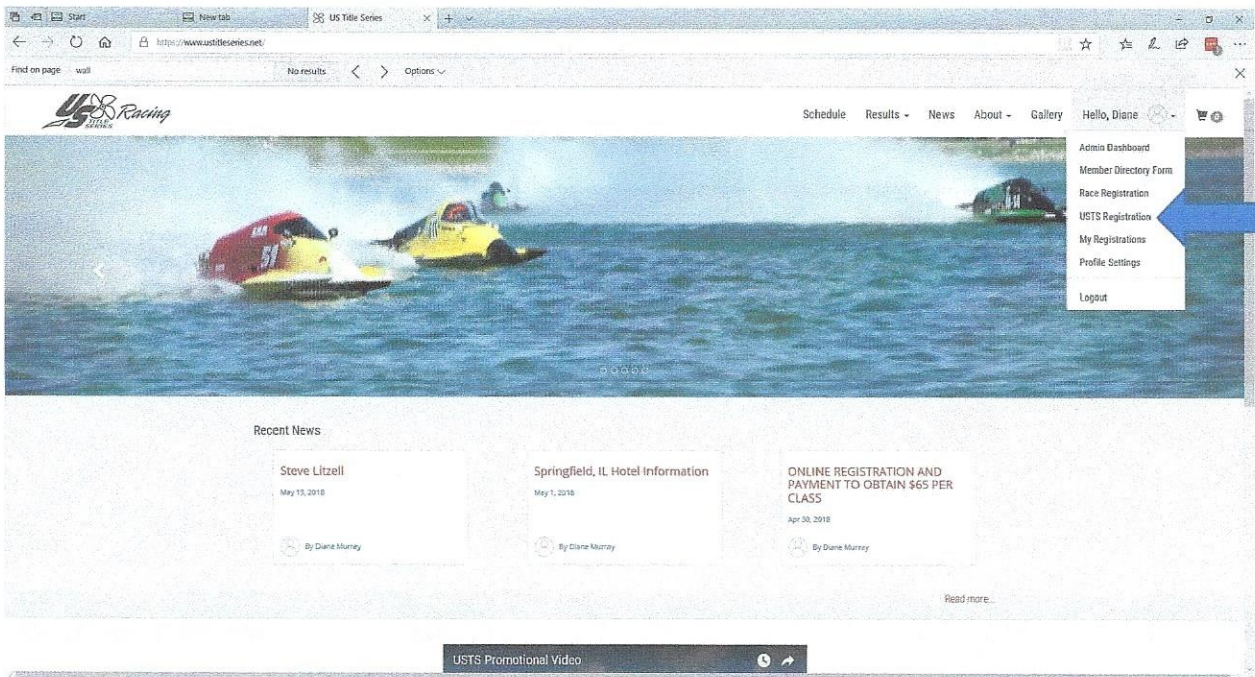 Start New tab US Title Series
https://www.ustitleseries.net/
Find on page wall No results Options
US TITLE SERIES Racing
Schedule Results News About Gallery Hello, Diane 0
Admin Dashboard
Member Directory Form
Race Registration
USTS Registration
My Registrations
Profile Settings
Logout
51
Recent News
Steve Litzell
May 13, 2018
By Diane Murray
Springfield, IL Hotel Information
May 1, 2018
By Diane Murray
ONLINE REGISTRATION AND
PAYMENT TO OBTAIN $65 PER
CLASS
Apr 30, 2018
By Diane Murray
Read more...
USTS Promotional Video